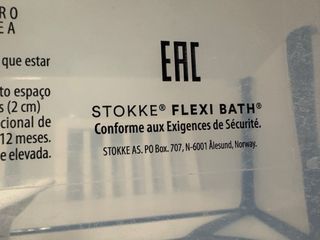 R O
E A
que estar
to espaço
s (2 cm)
cional de
12 meses.
e elevada.
EAC
STOKKE® FLEXI BATH®
Conforme aux Exigences de Sécurité.
STOKKE AS. PO Box. 707, N-6001 Ålesund, Norway.